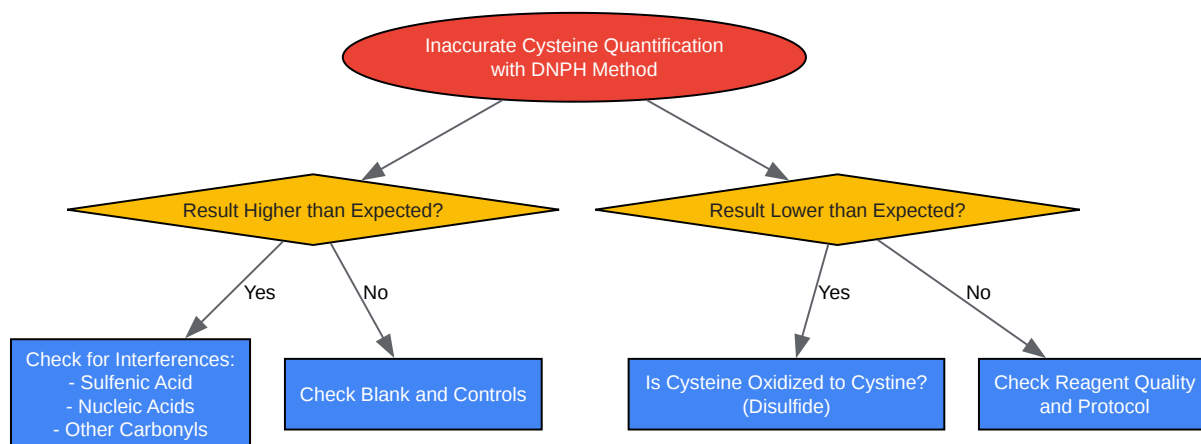 Inaccurate Cysteine Quantification
with DNPH Method
Result Higher than Expected?
Result Lower than Expected?
Yes
No
Yes
No
Check for Interferences:
- Sulfenic Acid
- Nucleic Acids
- Other Carbonyls
Check Blank and Controls
Is Cysteine Oxidized to Cystine?
(Disulfide)
Check Reagent Quality
and Protocol